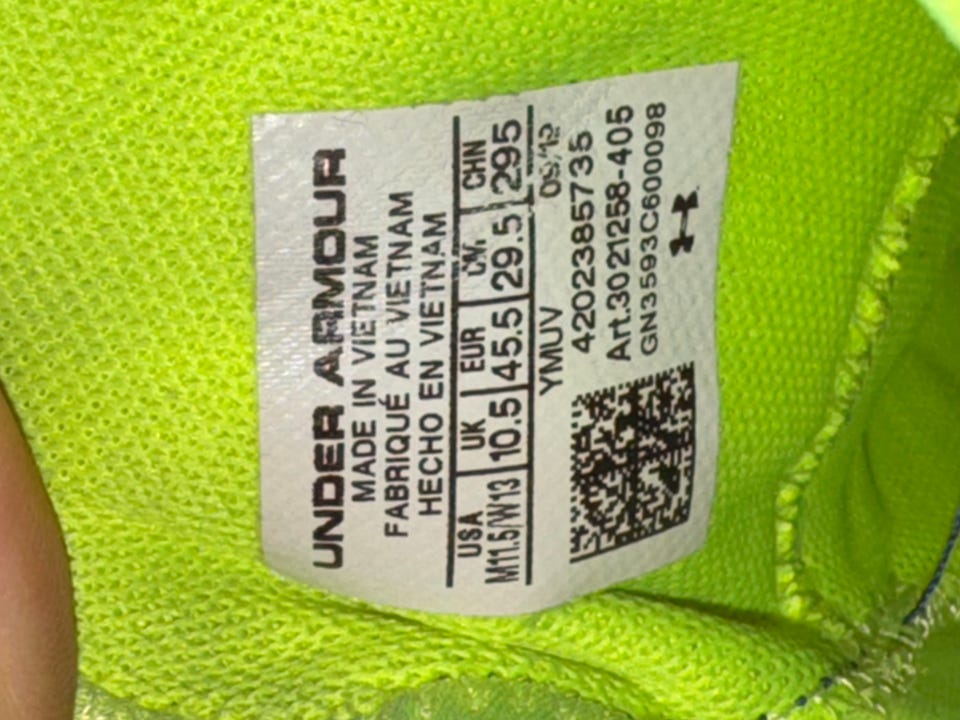 UNDER ARMOUR
MADE IN VIETNAM
FABRIQUÉ AU VIETNAM
HECHO EN VIETNAM
USA UK EUR CM. CHN
M11.5/W13 10.5 45.5 29.5 295
YMUV
4202385735
Art.3021258-405
GN3593C600098